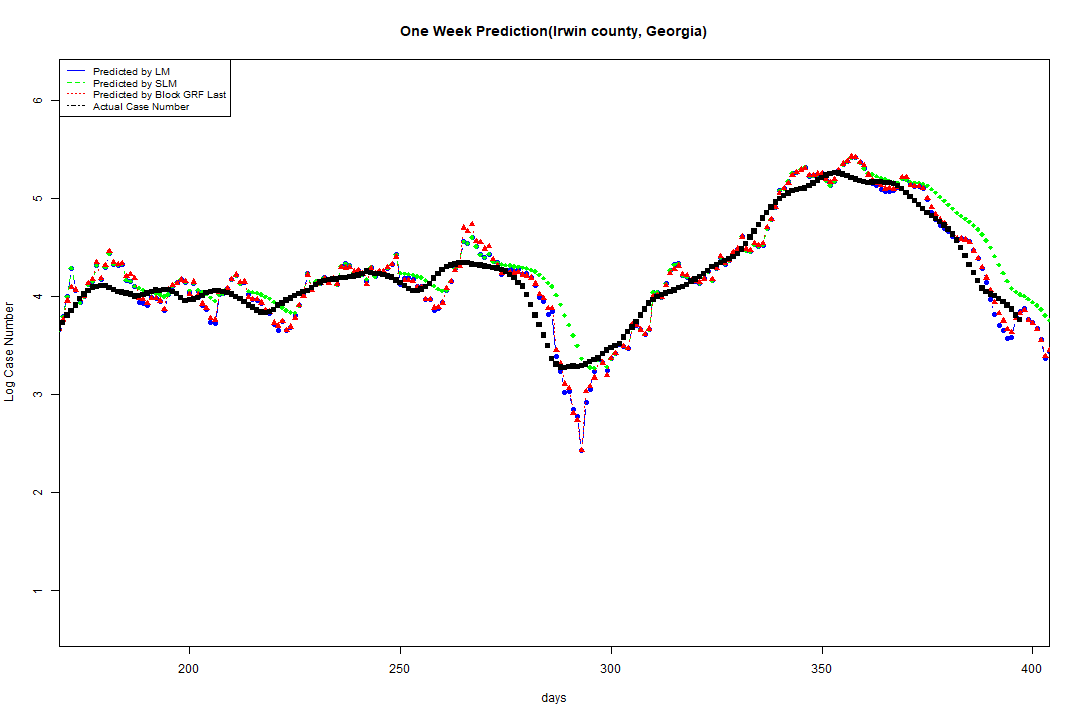 One Week Prediction(Irwin county, Georgia)
Predicted by LM
Predicted by SLM
Predicted by Block GRF Last
Actual Case Number
6
5
4
3
2
1
Log Case Number
200 250 300 350 400
days